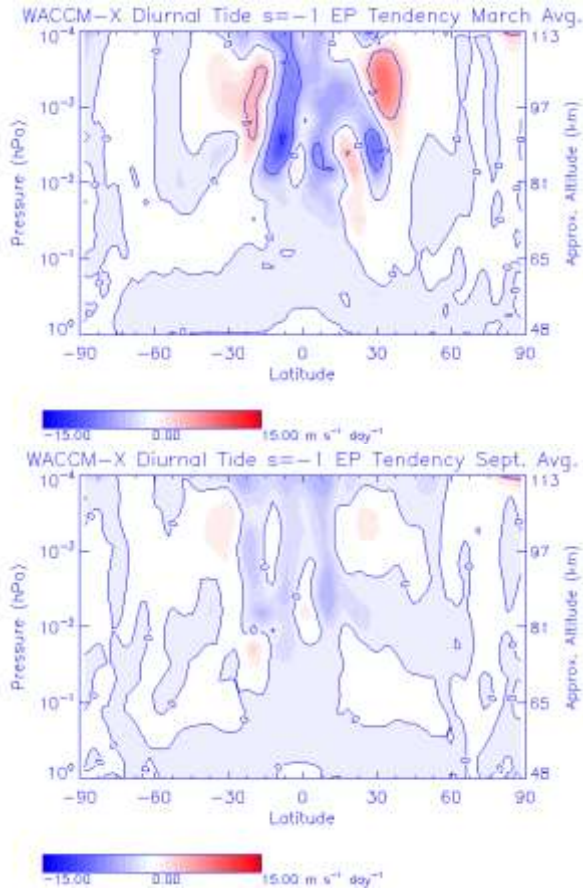 WACCM-X Diurnal Tide s=-1 EP Tendency March Avg.
10⁻⁴ 113
10⁻³ 97
10⁻² 81
10⁻¹ 65
10⁰ 48
Pressure (hPa)
Approx. Altitude (km)
-90 -60 -30 0 30 60 90
Latitude
-15.00 0.00 15.00 m s⁻¹ day⁻¹
WACCM-X Diurnal Tide s=-1 EP Tendency Sept. Avg.
10⁻⁴ 113
10⁻³ 97
10⁻² 81
10⁻¹ 65
10⁰ 48
Pressure (hPa)
Approx. Altitude (km)
-90 -60 -30 0 30 60 90
Latitude
-15.00 0.00 15.00 m s⁻¹ day⁻¹